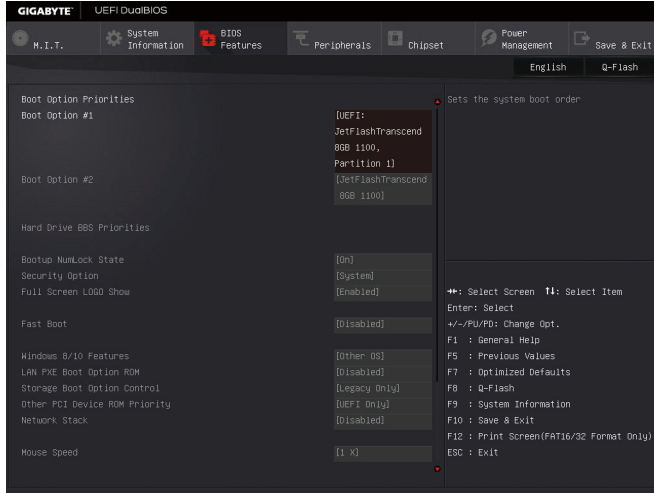 GIGABYTE™ UEFI DualBIOS
M.I.T.
System Information
BIOS Features
Peripherals
Chipset
Power Management
Save & Exit
English
Q-Flash
Boot Option Priorities
Boot Option #1 [UEFI:
JetFlashTranscend
8GB 1100,
Partition 1]
Boot Option #2 [JetFlashTranscend
8GB 1100]
Hard Drive BBS Priorities
Bootup NumLock State [On]
Security Option [System]
Full Screen LOGO Show [Enabled]
Fast Boot [Disabled]
Windows 8/10 Features [Other OS]
LAN PXE Boot Option ROM [Disabled]
Storage Boot Option Control [Legacy Only]
Other PCI Device ROM Priority [UEFI Only]
Network Stack [Disabled]
Mouse Speed [1 X]
Sets the system boot order
→←: Select Screen ↑↓: Select Item
Enter: Select
+/-/PU/PD: Change Opt.
F1 : General Help
F5 : Previous Values
F7 : Optimized Defaults
F8 : Q-Flash
F9 : System Information
F10 : Save & Exit
F12 : Print Screen(FAT16/32 Format Only)
ESC : Exit